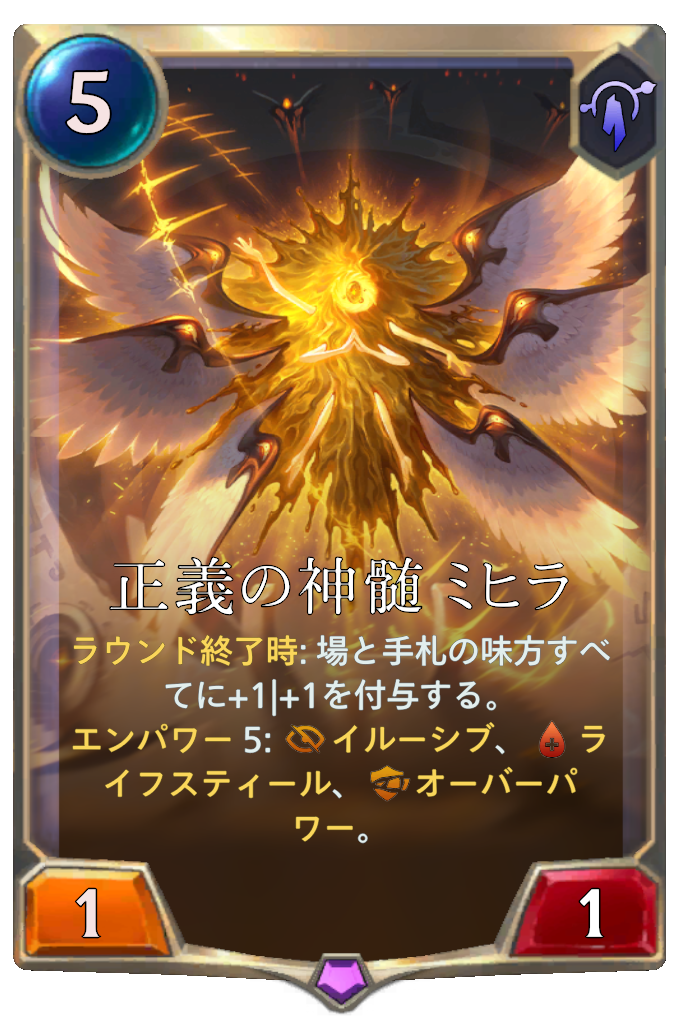 5
正義の神髄 ミヒラ
ラウンド終了時: 場と手札の味方すべ
てに+1|+1を付与する。
エンパワー 5: イルーシブ、 ラ
イフスティール、 オーバーパ
ワー。
1
1